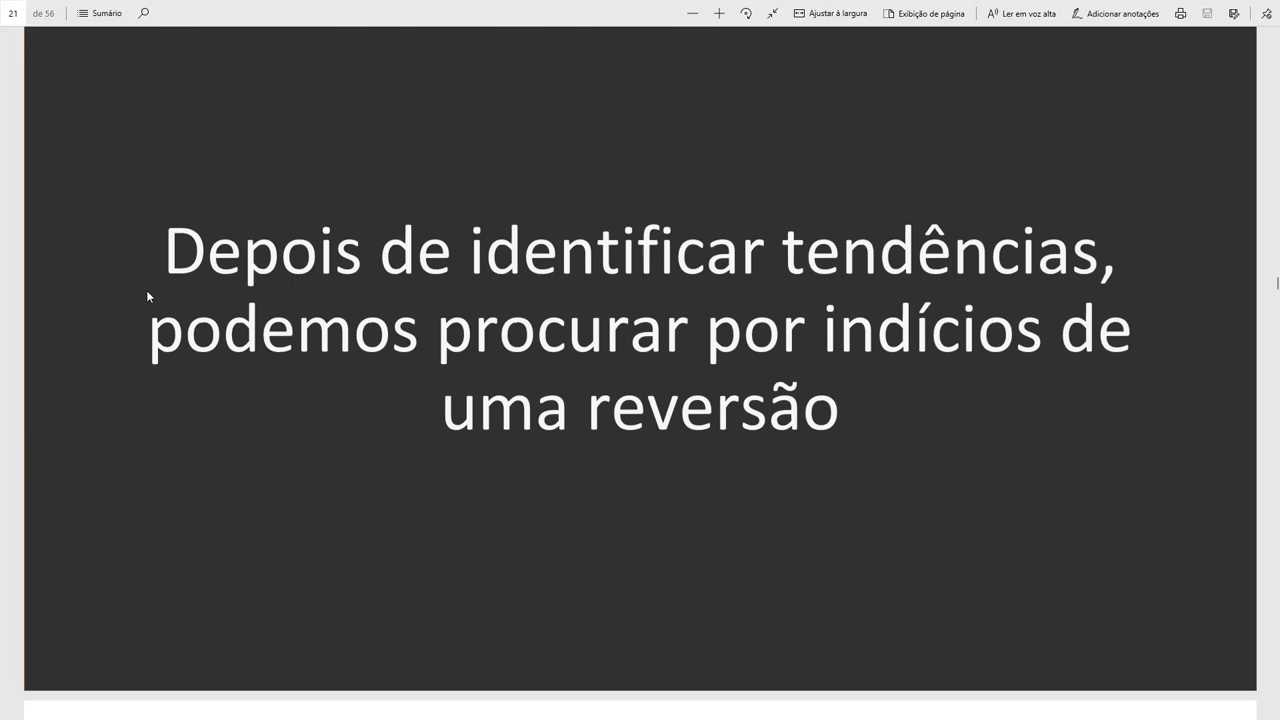 21 de 56 Sumário Ajustar à largura Exibição de página Ler em voz alta Adicionar anotações
Depois de identificar tendências,
podemos procurar por indícios de
uma reversão